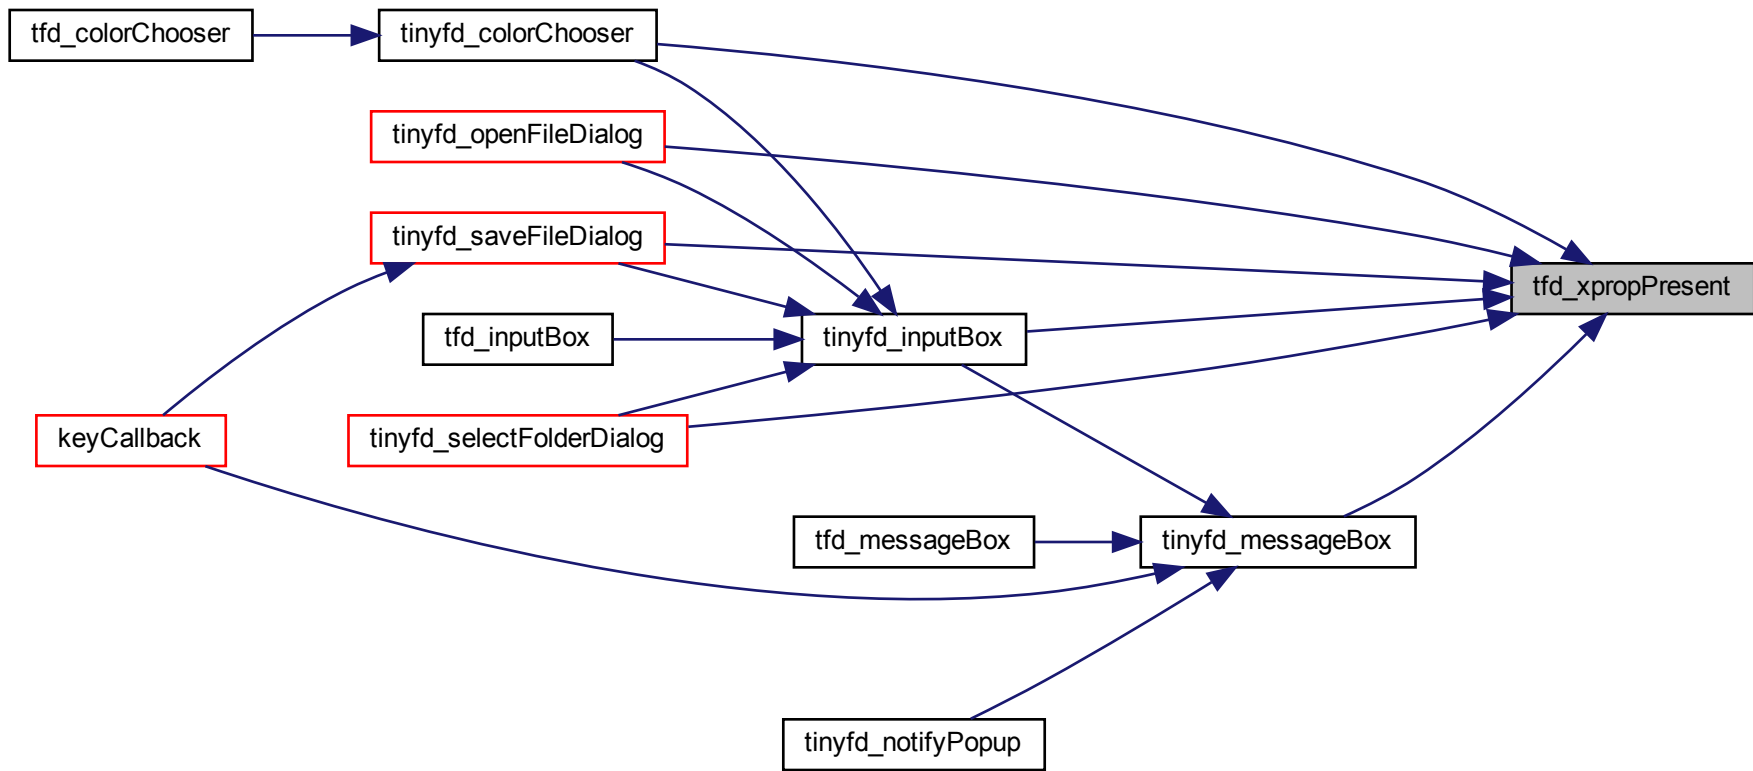 tfd_colorChooser
tinyfd_colorChooser
tinyfd_openFileDialog
tinyfd_saveFileDialog
tfd_xpropPresent
tfd_inputBox
tinyfd_inputBox
keyCallback
tinyfd_selectFolderDialog
tfd_messageBox
tinyfd_messageBox
tinyfd_notifyPopup